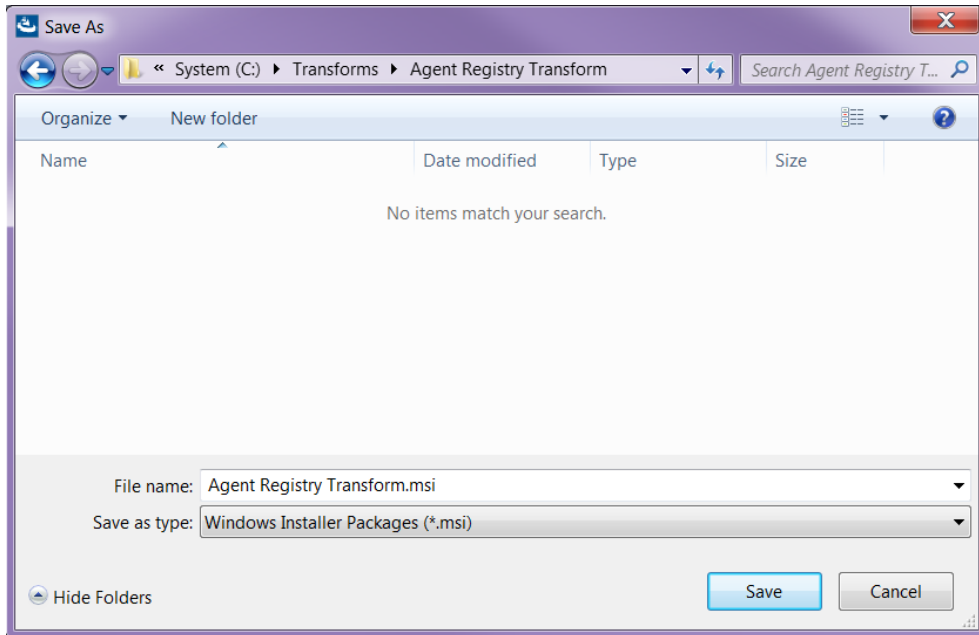 Save As
« System (C:) Transforms Agent Registry Transform Search Agent Registry T...
Organize New folder
Name Date modified Type Size
No items match your search.
File name: Agent Registry Transform.msi
Save as type: Windows Installer Packages (*.msi)
Hide Folders Save Cancel